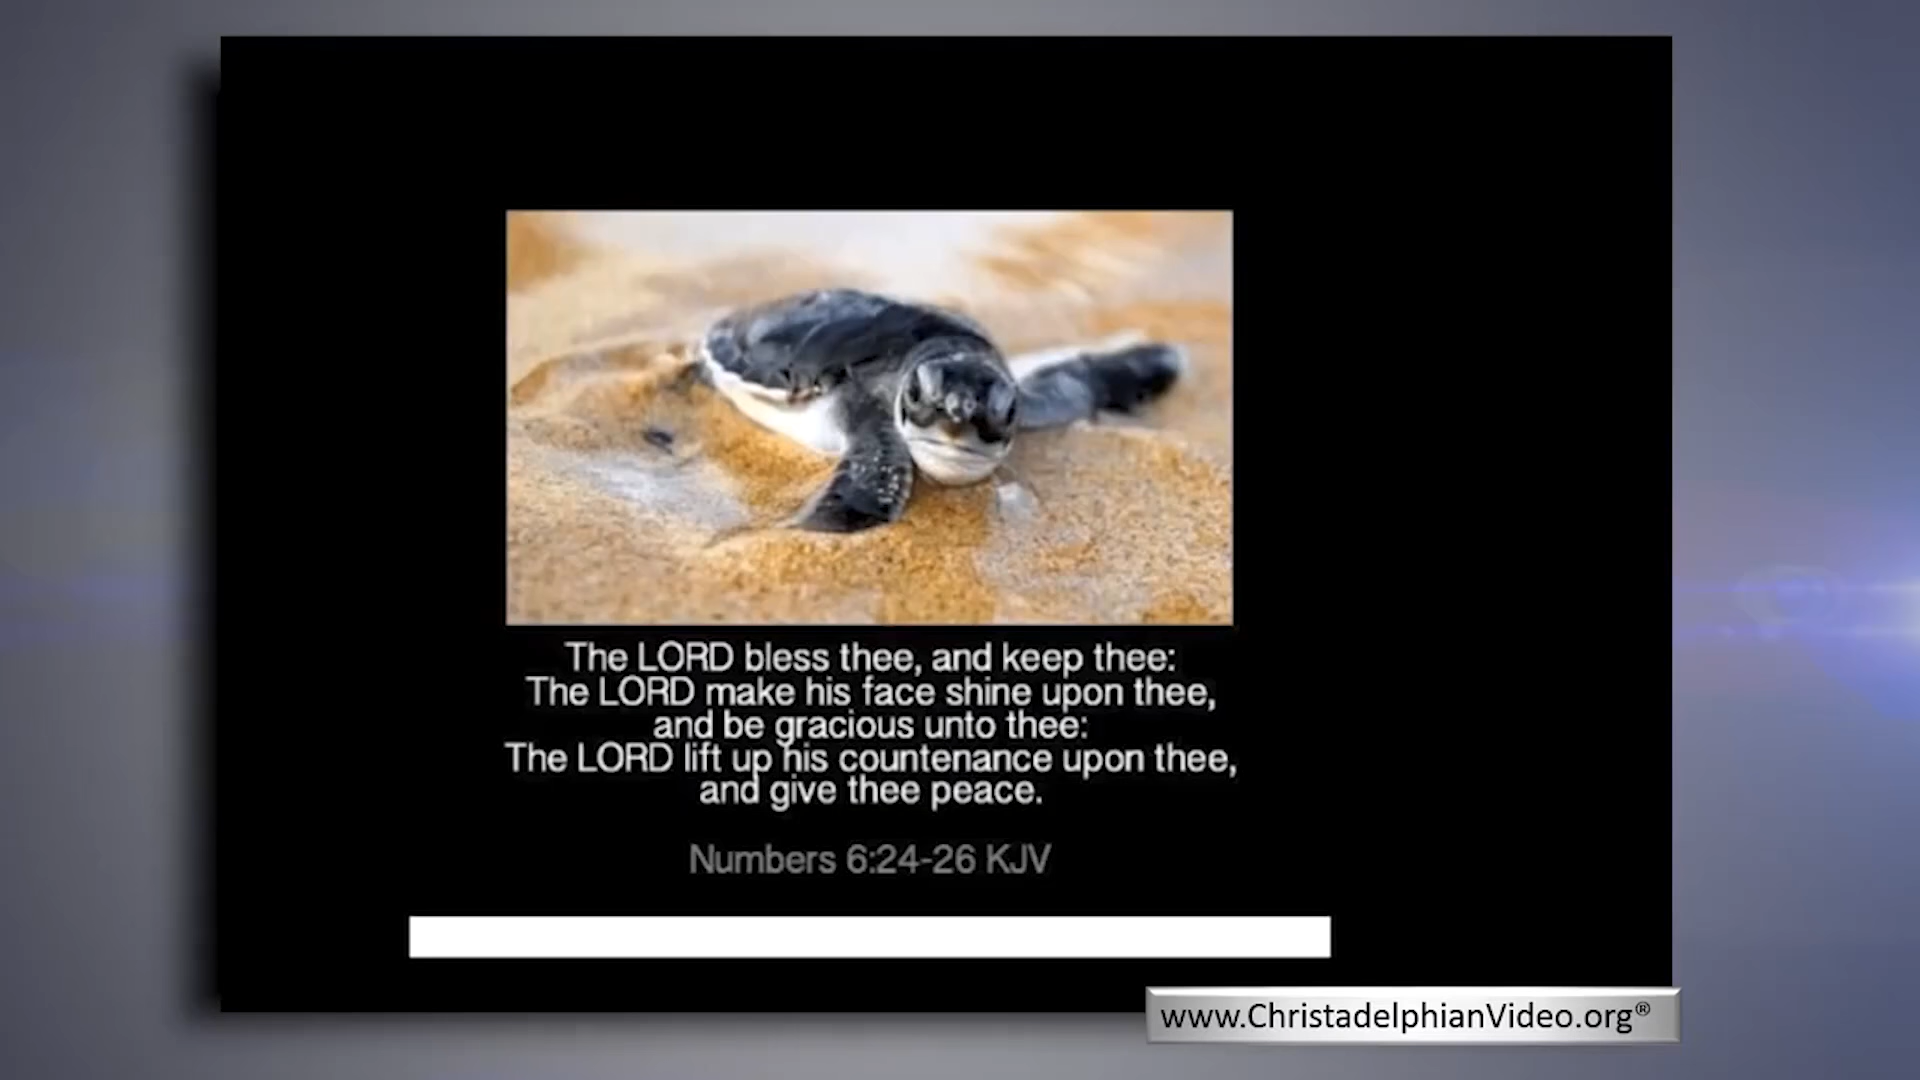 The LORD bless thee, and keep thee:
The LORD make his face shine upon thee,
and be gracious unto thee:
The LORD lift up his countenance upon thee,
and give thee peace.
Numbers 6:24-26 KJV
www.ChristadelphianVideo.org®